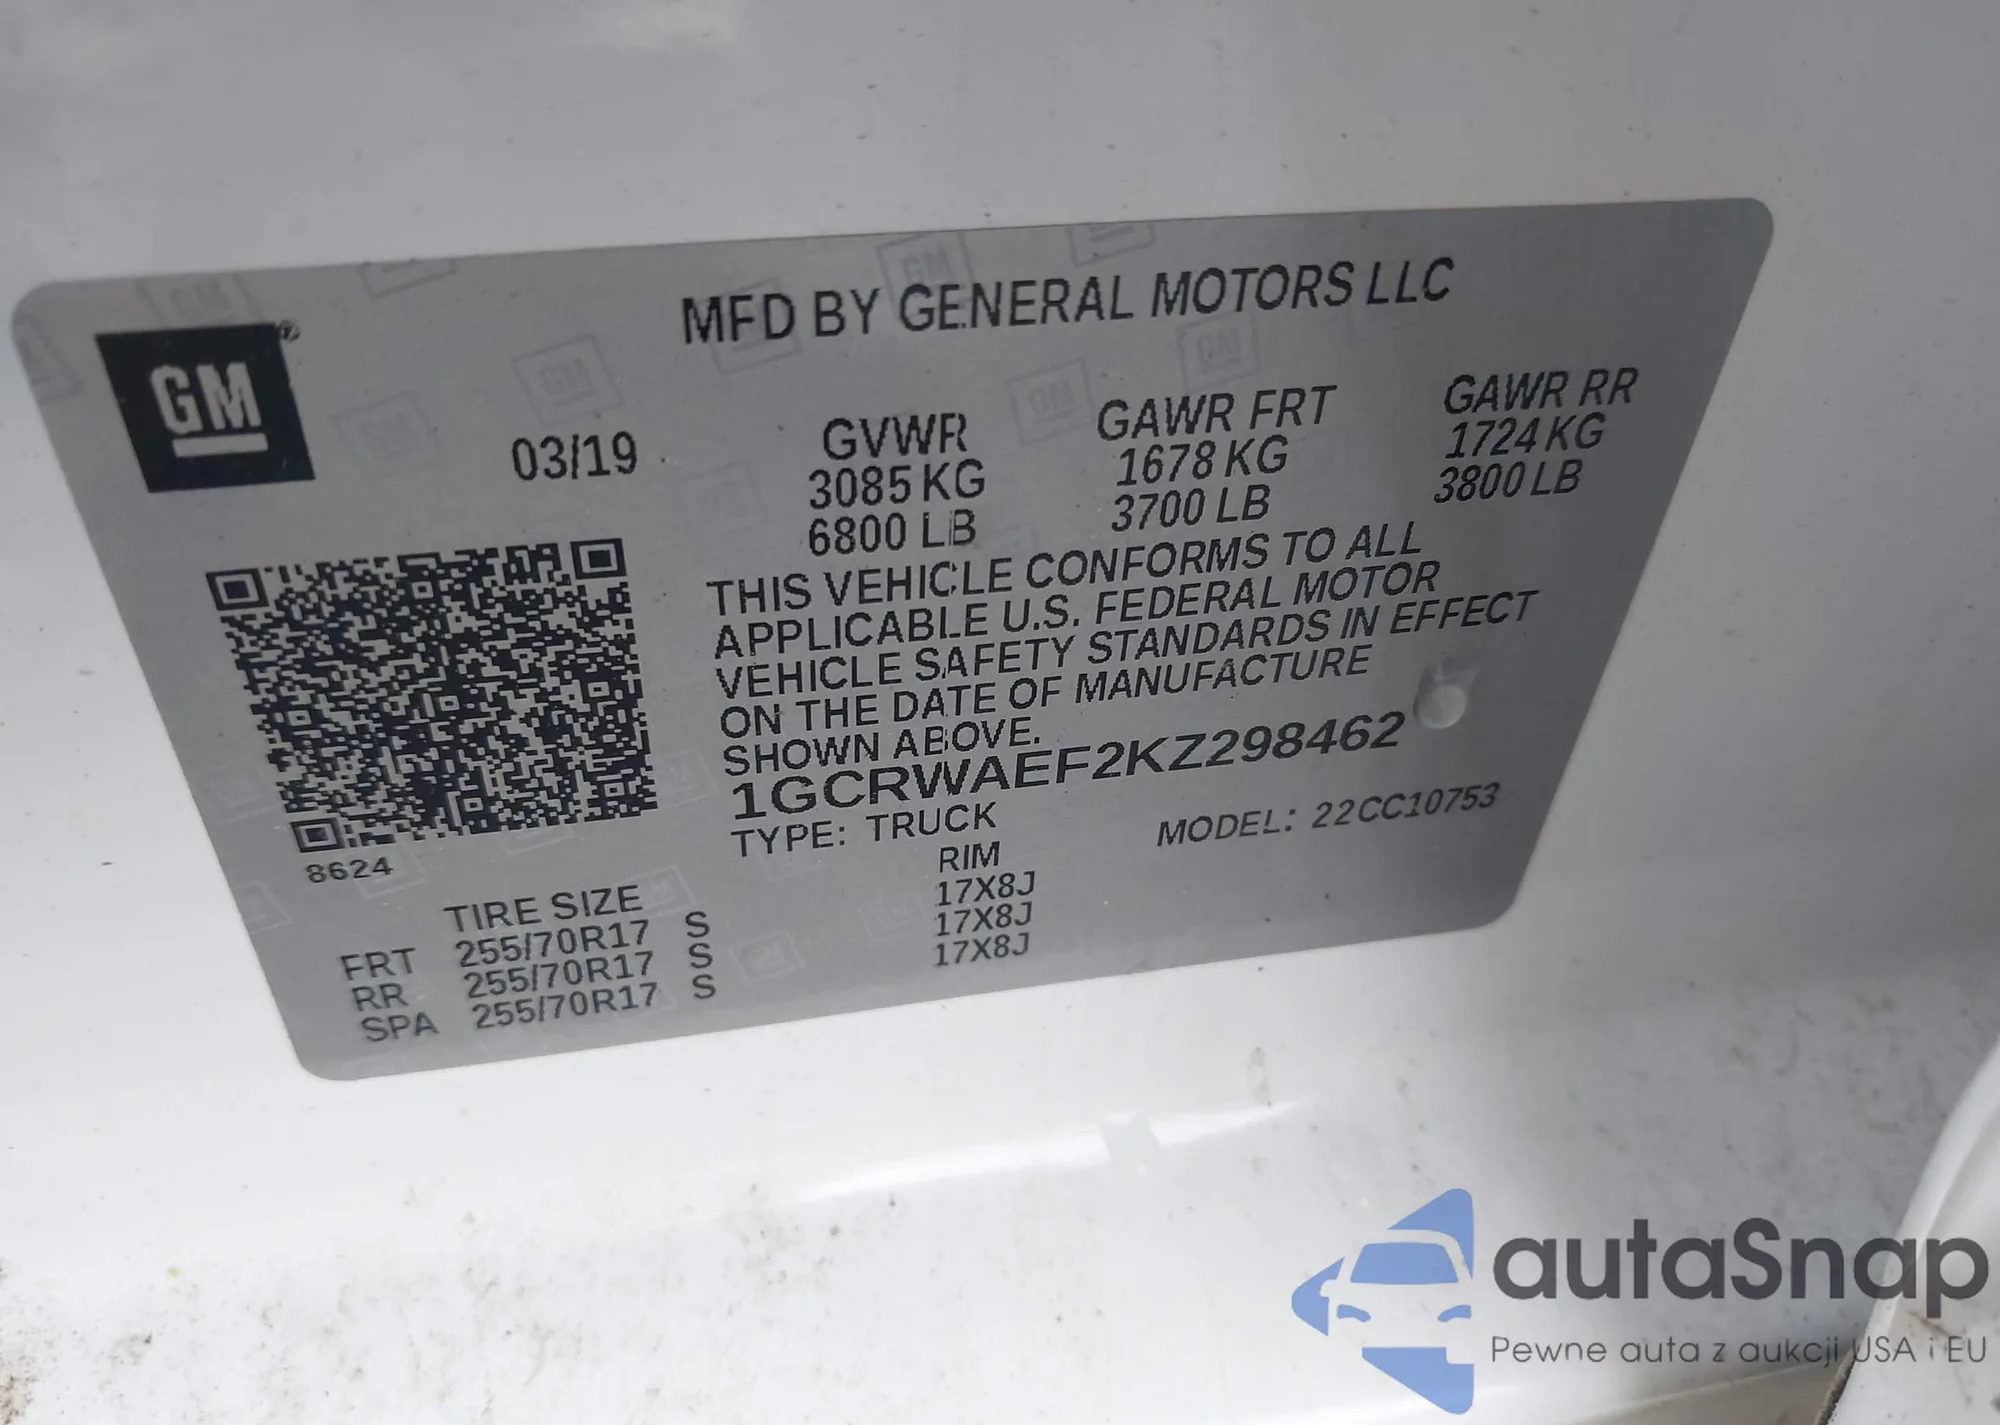 MFD BY GENERAL MOTORS LLC
GM®
03/19
GVWR GAWR FRT GAWR RR
3085 KG 1678 KG 1724 KG
6800 LB 3700 LB 3800 LB
THIS VEHICLE CONFORMS TO ALL
APPLICABLE U.S. FEDERAL MOTOR
VEHICLE SAFETY STANDARDS IN EFFECT
ON THE DATE OF MANUFACTURE
SHOWN ABOVE.
1GCRWAEF2KZ298462
TYPE: TRUCK MODEL: 22CC10753
8624
TIRE SIZE RIM
FRT 255/70R17 S 17X8J
RR 255/70R17 S 17X8J
SPA 255/70R17 S 17X8J
autaSnap
Pewne auta z aukcji USA i EU